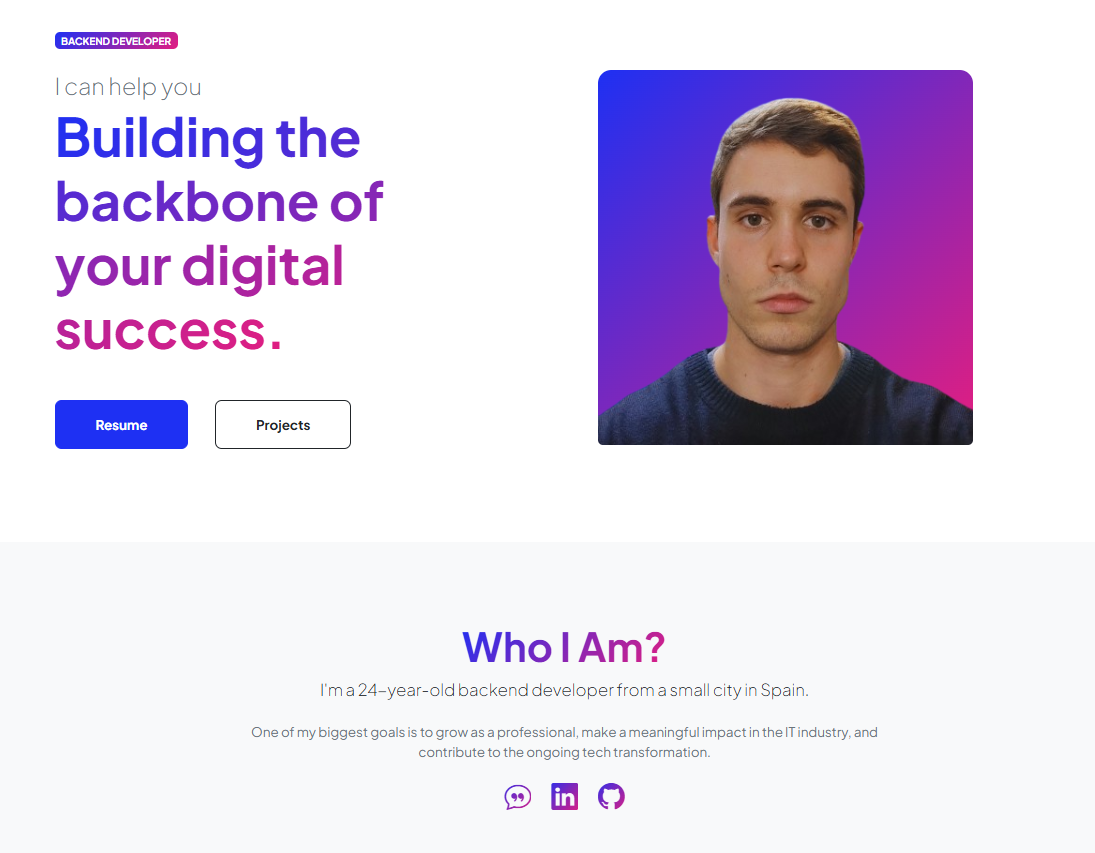 BACKEND DEVELOPER
I can help you
Building the
backbone of
your digital
success.
Resume
Projects
Who I Am?
I'm a 24-year-old backend developer from a small city in Spain.
One of my biggest goals is to grow as a professional, make a meaningful impact in the IT industry, and
contribute to the ongoing tech transformation.
in